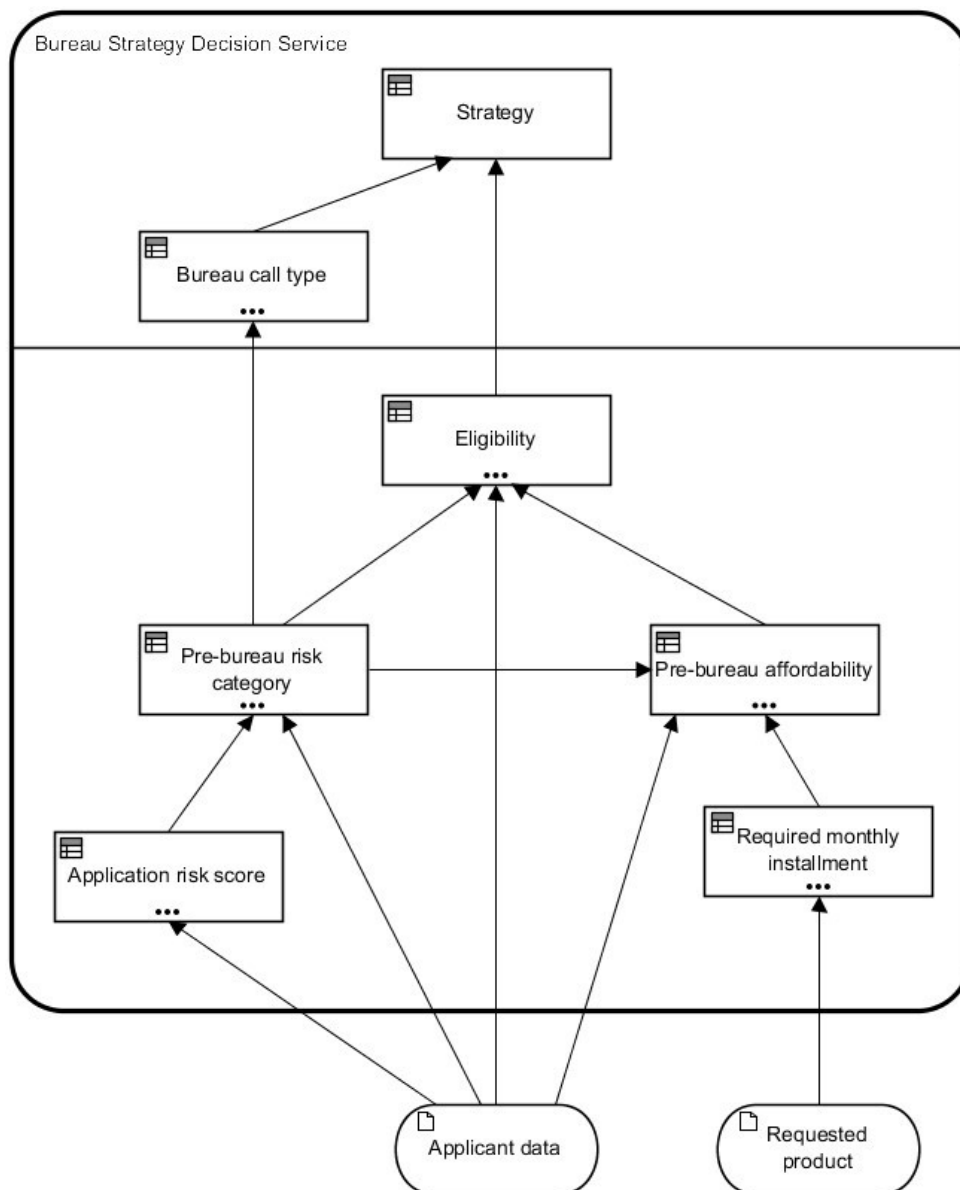 Bureau Strategy Decision Service
Strategy
Bureau call type
Eligibility
Pre-bureau risk
category
Pre-bureau affordability
Application risk score
Required monthly
installment
Applicant data
Requested
product